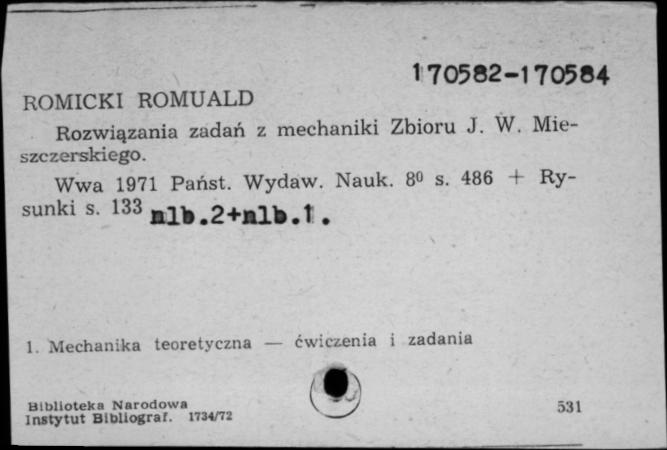 170582-170584
ROMICKI ROMUALD
Rozwiązania zadań z mechaniki Zbioru J. W. Mie-
szczerskiego.
Wwa 1971 Państ. Wydaw. Nauk. 8⁰ s. 486 + Ry-
sunki s. 133 nlb.2+nlb.1.
1. Mechanika teoretyczna — ćwiczenia i zadania
Biblioteka Narodowa
Instytut Bibliograf. 1734/72
531